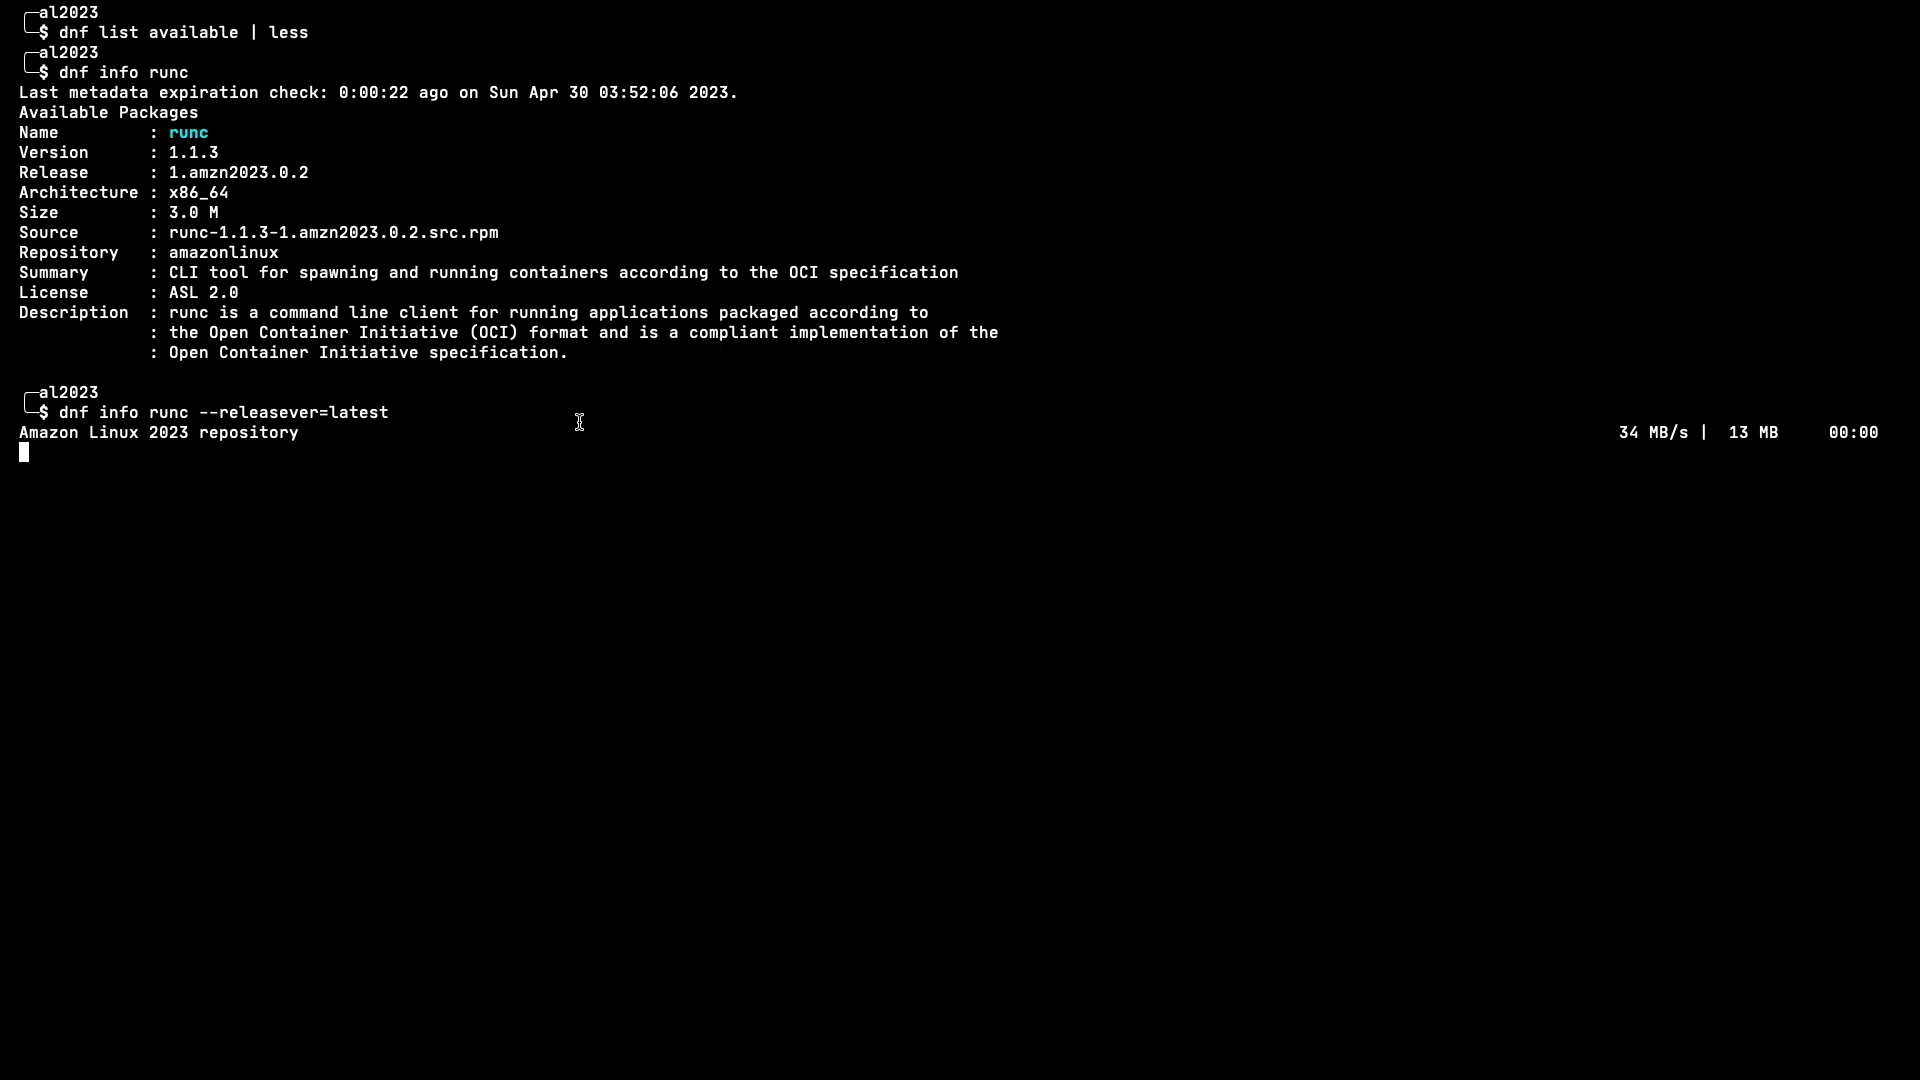 al2023
$ dnf list available | less
al2023
$ dnf info runc
Last metadata expiration check: 0:00:22 ago on Sun Apr 30 03:52:06 2023.
Available Packages
Name         : runc
Version      : 1.1.3
Release      : 1.amzn2023.0.2
Architecture : x86_64
Size         : 3.0 M
Source       : runc-1.1.3-1.amzn2023.0.2.src.rpm
Repository   : amazonlinux
Summary      : CLI tool for spawning and running containers according to the OCI specification
License      : ASL 2.0
Description  : runc is a command line client for running applications packaged according to
             : the Open Container Initiative (OCI) format and is a compliant implementation of the
             : Open Container Initiative specification.
al2023
$ dnf info runc --releasever=latest
Amazon Linux 2023 repository 34 MB/s |  13 MB     00:00